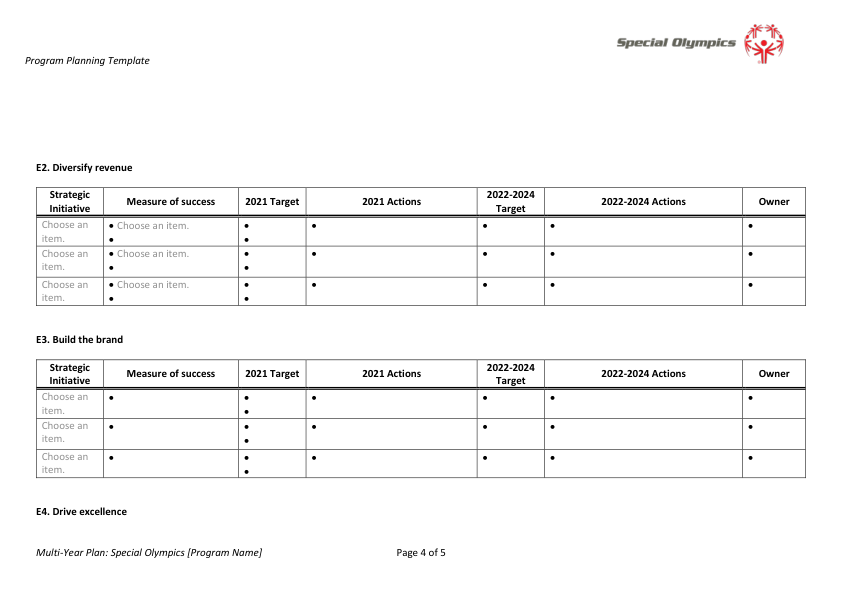 Special Olympics
Program Planning Template
E2. Diversify revenue
Strategic Initiative Measure of success 2021 Target 2021 Actions 2022-2024 Target 2022-2024 Actions Owner
Choose an item. • Choose an item. • • • • • • •
Choose an item. • Choose an item. • • • • • • •
Choose an item. • Choose an item. • • • • • • •
E3. Build the brand
Strategic Initiative Measure of success 2021 Target 2021 Actions 2022-2024 Target 2022-2024 Actions Owner
Choose an item. • • • • • • •
Choose an item. • • • • • • •
Choose an item. • • • • • • •
E4. Drive excellence
Multi-Year Plan: Special Olympics [Program Name] Page 4 of 5